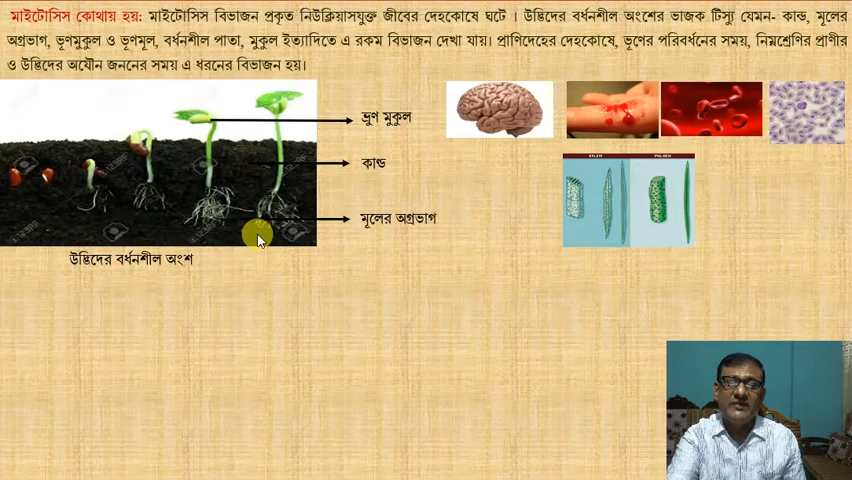 মাইটোসিস কোথায় হয়: মাইটোসিস বিভাজন প্রকৃত নিউক্লিয়াসযুক্ত জীবের দেহকোষে ঘটে । উদ্ভিদের বর্ধনশীল অংশের ভাজক টিস্যু যেমন- কান্ড, মূলের
অগ্রভাগ, ভূণমুকুল ও ভূণমূল, বর্ধনশীল পাতা, মুকুল ইত্যাদিতে এ রকম বিভাজন দেখা যায়। প্রাণিদেহের দেহকোষে, ভূণের পরিবর্ধনের সময়, নিম্নশ্রেণির প্রাণীর
ও উদ্ভিদের অযৌন জননের সময় এ ধরনের বিভাজন হয়।
ভ্রুণ মুকুল
কান্ড
মূলের অগ্রভাগ
উদ্ভিদের বর্ধনশীল অংশ